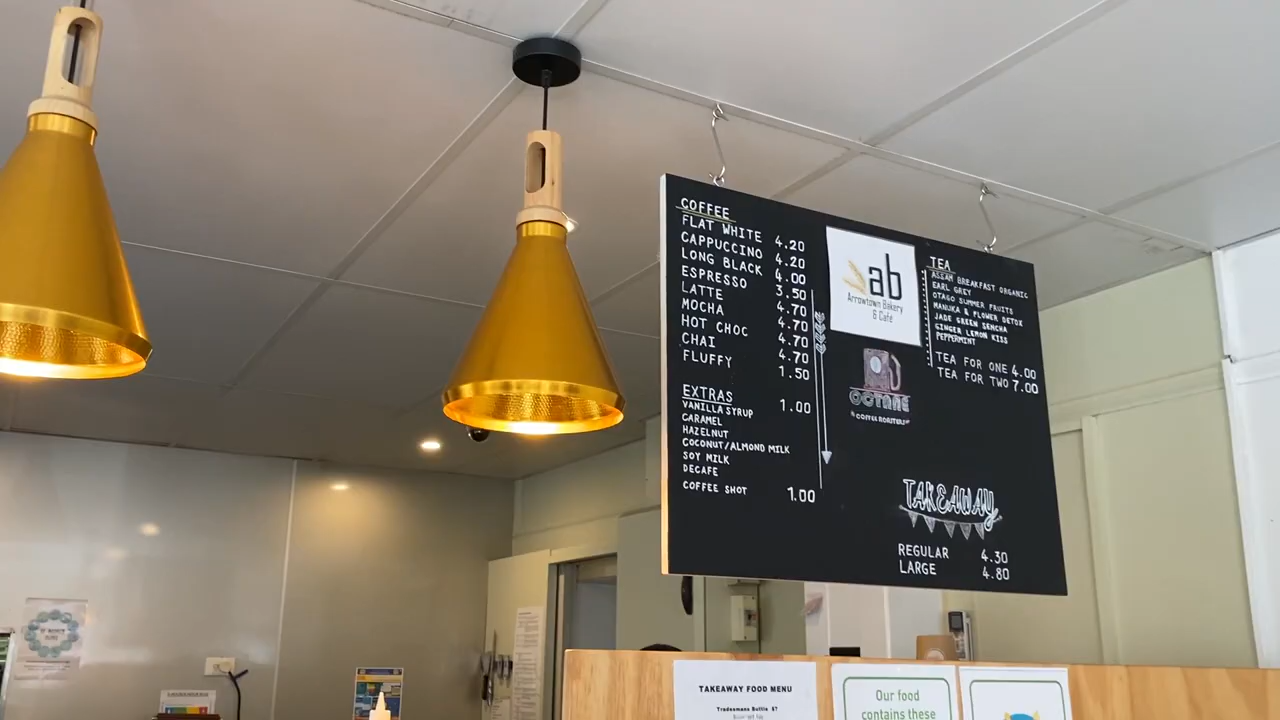 COFFEE
FLAT WHITE 4.20
CAPPUCCINO 4.20
LONG BLACK 4.00
ESPRESSO 3.50
LATTE 4.70
MOCHA 4.70
HOT CHOC 4.70
CHAI 4.70
FLUFFY 1.50
EXTRAS
VANILLA SYRUP 1.00
CARAMEL
HAZELNUT
COCONUT/ALMOND MILK
SOY MILK
DECAFE
COFFEE SHOT 1.00
ab
Arrowtown Bakery
& Café
OCTANE
COFFEE ROASTERS
TEA
ASSAM BREAKFAST ORGANIC
EARL GREY
OTAGO SUMMER FRUITS
MANUKA & FLOWER DETOX
JADE GREEN SENCHA
GINGER LEMON KISS
PEPPERMINT
TEA FOR ONE 4.00
TEA FOR TWO 7.00
TAKEAWAY
REGULAR 4.30
LARGE 4.80
TAKEAWAY FOOD MENU
Tradesmans Buttie $7
Our food
contains these